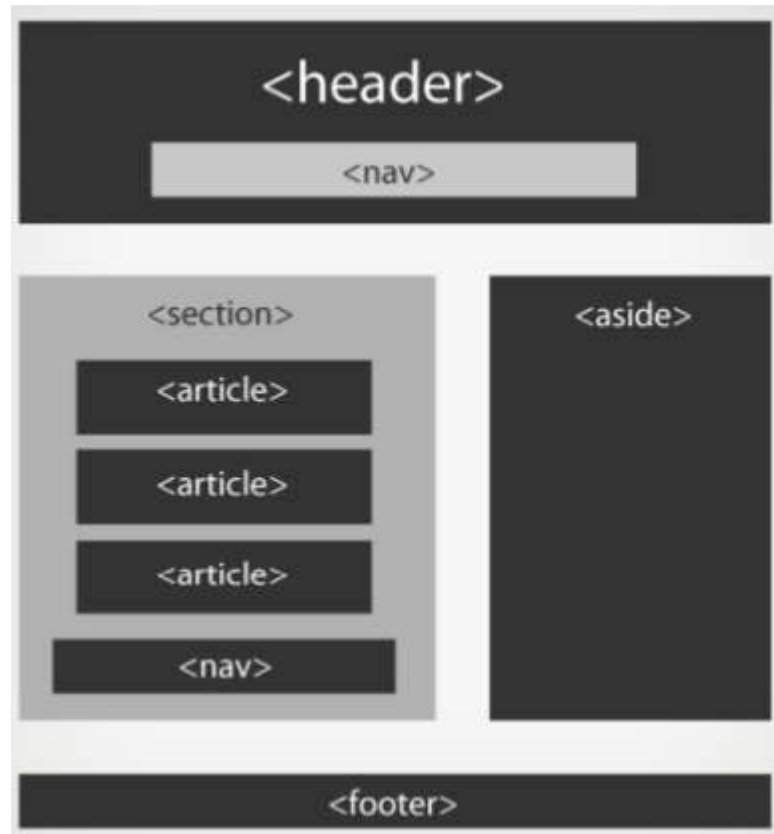 <header>
<nav>
<section>
<article>
<article>
<article>
<nav>
<aside>
<footer>